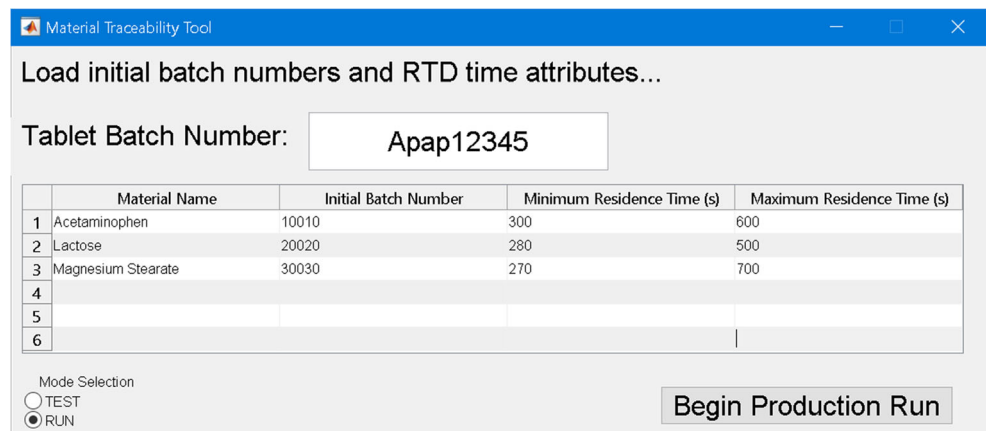 Material Traceability Tool
Load initial batch numbers and RTD time attributes...
Tablet Batch Number: Apap12345
Material Name Initial Batch Number Minimum Residence Time (s) Maximum Residence Time (s)
1 Acetaminophen 10010 300 600
2 Lactose 20020 280 500
3 Magnesium Stearate 30030 270 700
4
5
6
Mode Selection
TEST
RUN
Begin Production Run